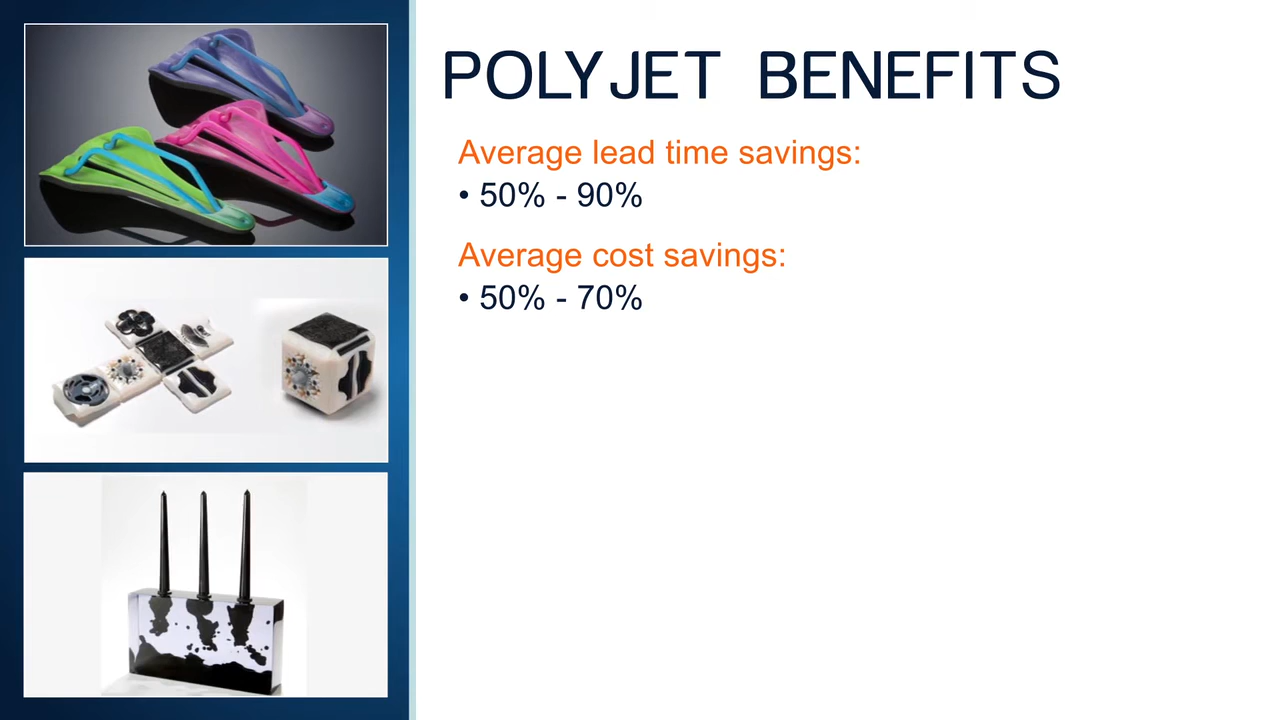 POLYJET BENEFITS
Average lead time savings:
• 50% - 90%
Average cost savings:
• 50% - 70%